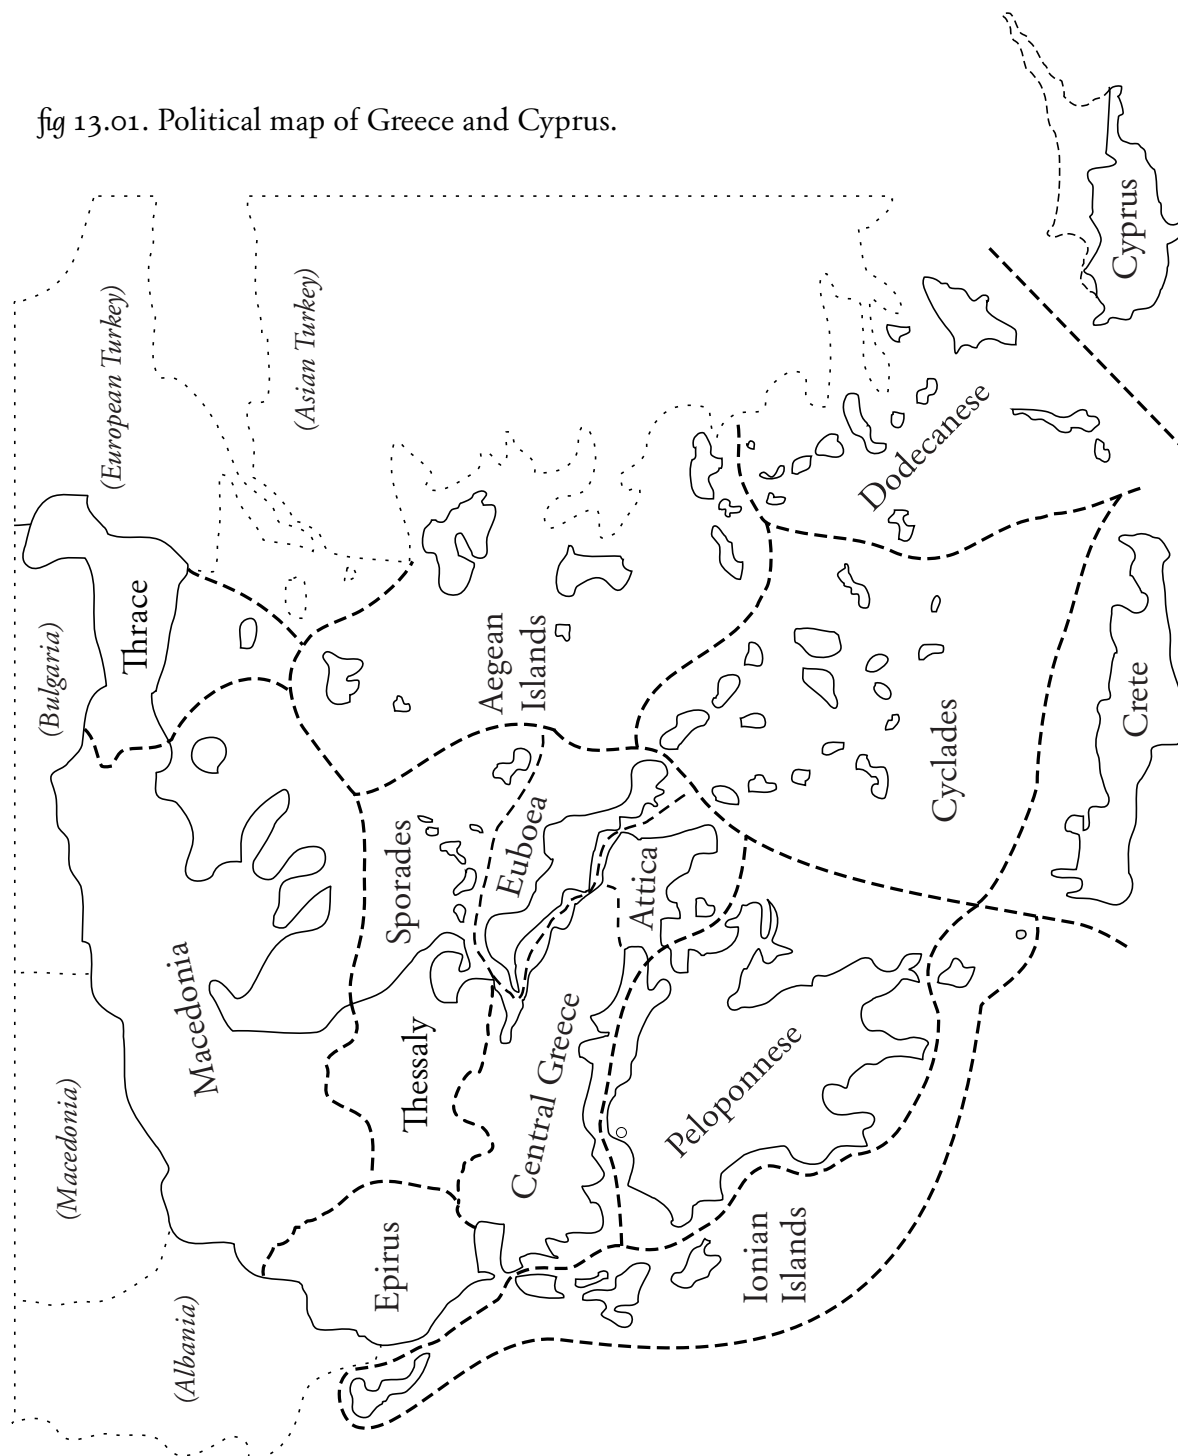 fig 13.01. Political map of Greece and Cyprus.
Cyprus
(European Turkey)
(Asian Turkey)
Dodecanese
Thrace
(Bulgaria)
Aegean
Islands
Crete
Cyclades
Sporades
Euboea
Attica
Macedonia
Thessaly
Central Greece
Peloponnese
(Macedonia)
Epirus
Ionian
Islands
(Albania)